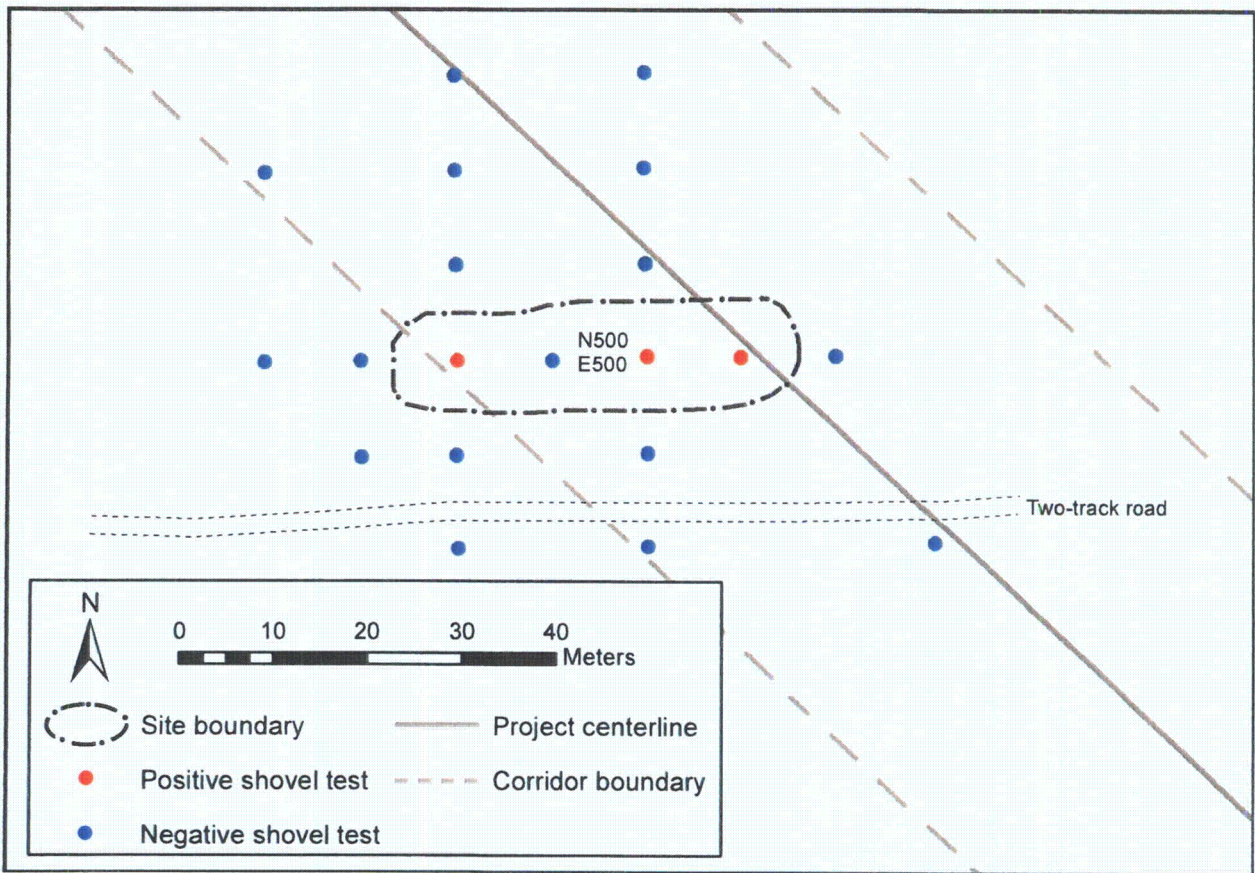 N500
E500
Two-track road
N
0 10 20 30 40
Meters
Site boundary
Project centerline
Positive shovel test
Corridor boundary
Negative shovel test